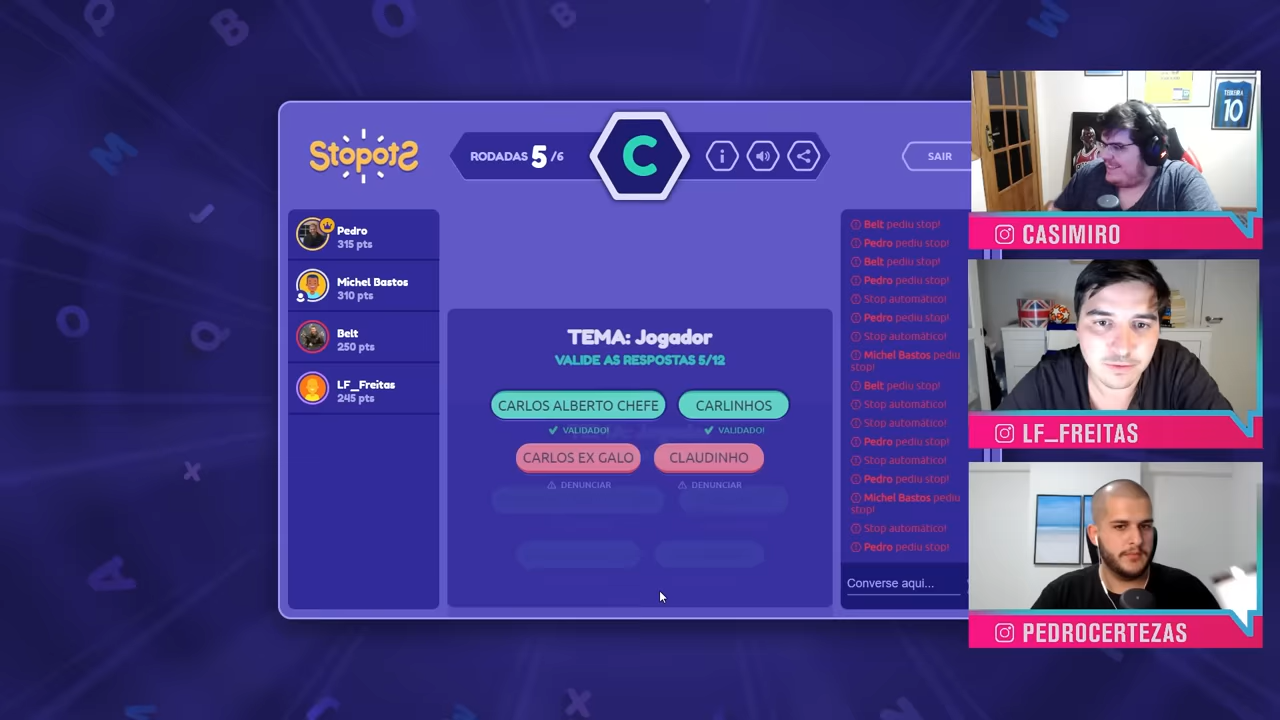 StopotS
RODADAS 5 /6
C
SAIR
Pedro
315 pts
Michel Bastos
310 pts
Belt
250 pts
LF_Freitas
245 pts
TEMA: Jogador
VALIDE AS RESPOSTAS 5/12
CARLOS ALBERTO CHEFE
CARLINHOS
VALIDADO!
VALIDADO!
CARLOS EX GALO
CLAUDINHO
DENUNCIAR
DENUNCIAR
Belt pediu stop!
Pedro pediu stop!
Belt pediu stop!
Pedro pediu stop!
Stop automático!
Pedro pediu stop!
Stop automático!
Michel Bastos pediu
stop!
Belt pediu stop!
Stop automático!
Stop automático!
Pedro pediu stop!
Stop automático!
Pedro pediu stop!
Michel Bastos pediu
stop!
Stop automático!
Pedro pediu stop!
Converse aqui...
TEIXEIRA
10
CASIMIRO
LF_FREITAS
PEDROCERTEZAS